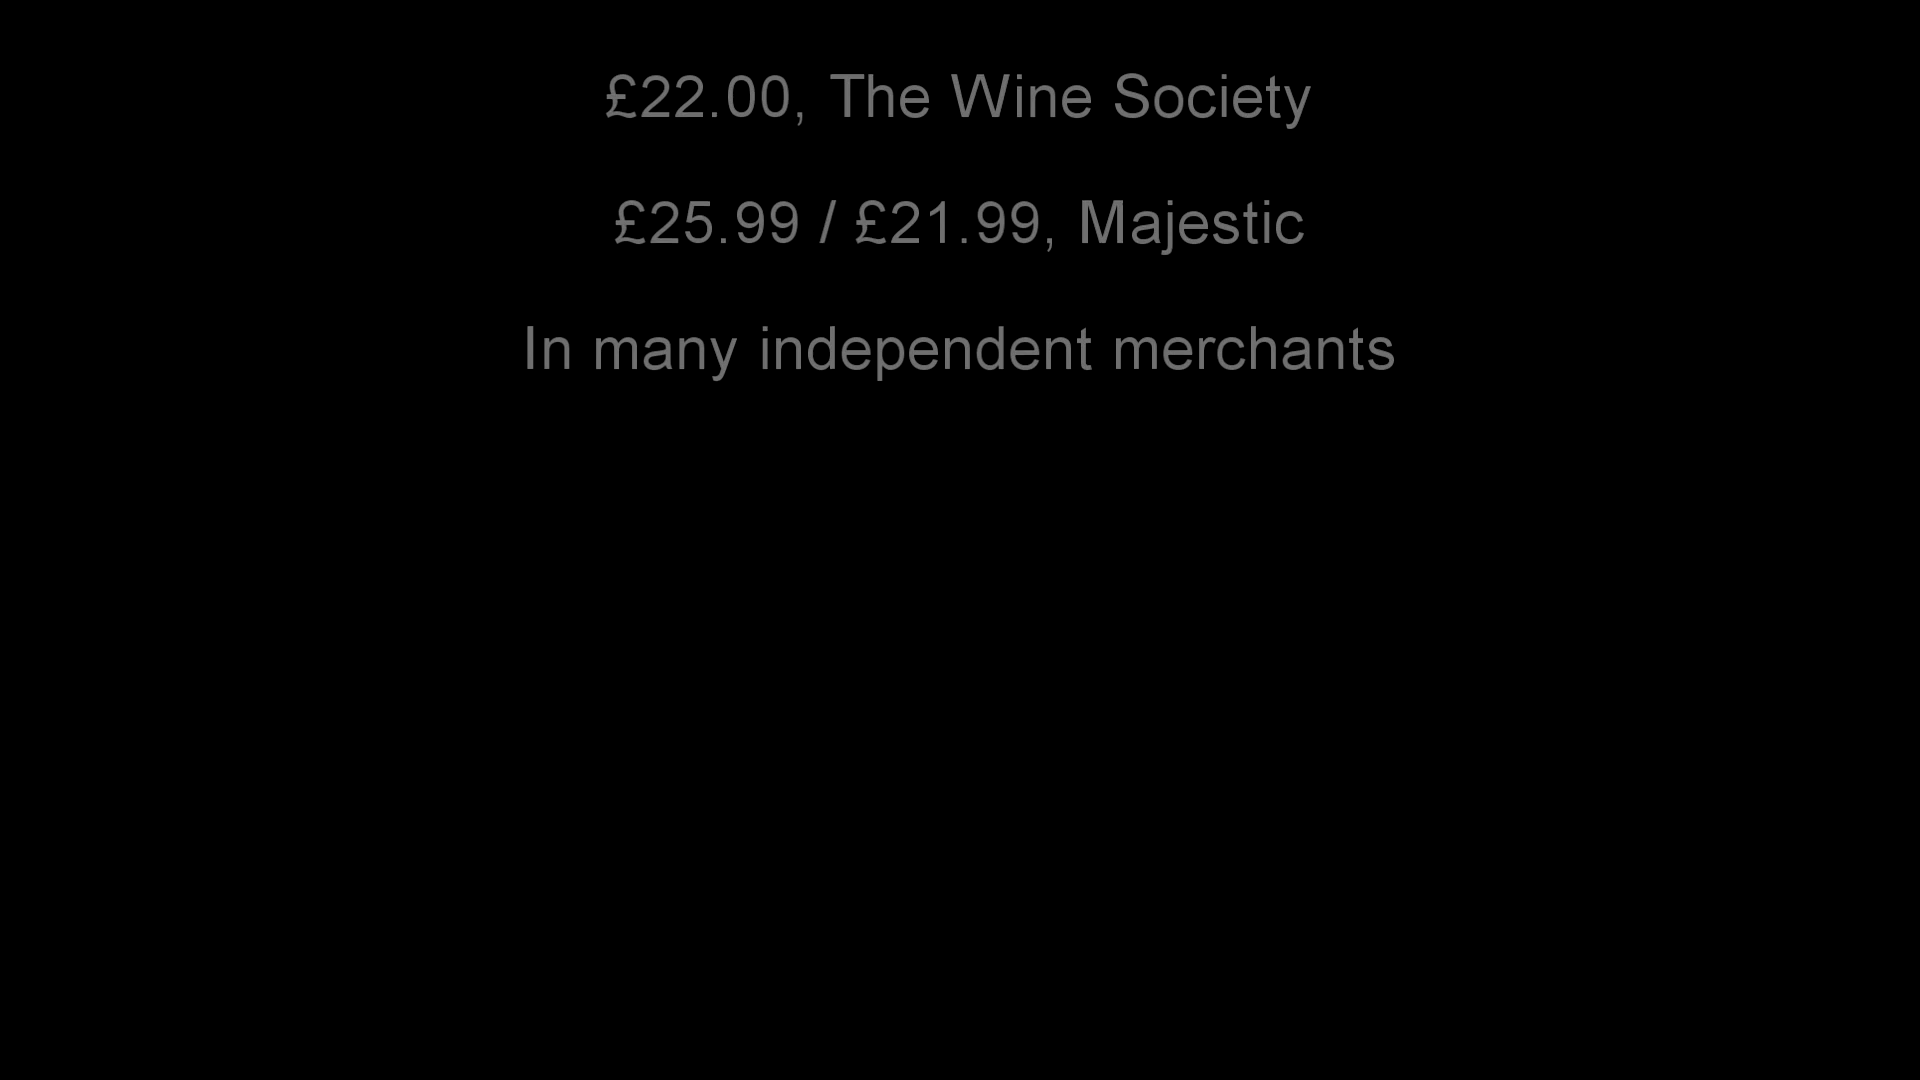 £22.00, The Wine Society
£25.99 / £21.99, Majestic
In many independent merchants